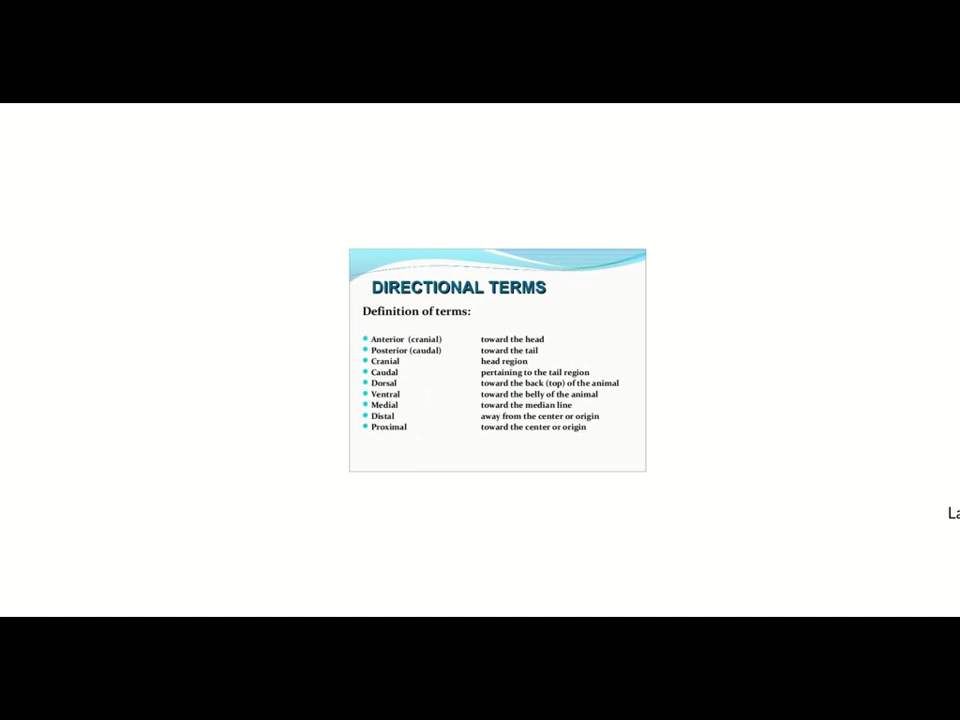 DIRECTIONAL TERMS
Definition of terms:
Anterior (cranial) toward the head
Posterior (caudal) toward the tail
Cranial head region
Caudal pertaining to the tail region
Dorsal toward the back (top) of the animal
Ventral toward the belly of the animal
Medial toward the median line
Distal away from the center or origin
Proximal toward the center or origin